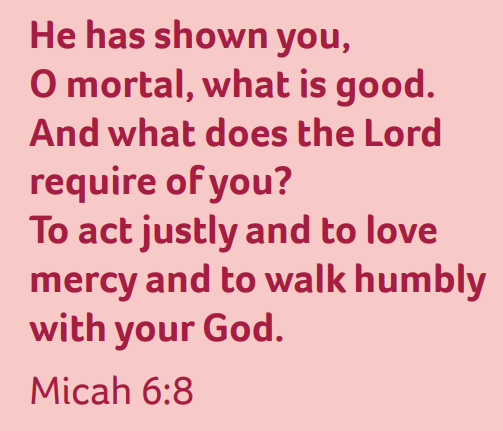 He has shown you,
O mortal, what is good.
And what does the Lord
require of you?
To act justly and to love
mercy and to walk humbly
with your God.
Micah 6:8